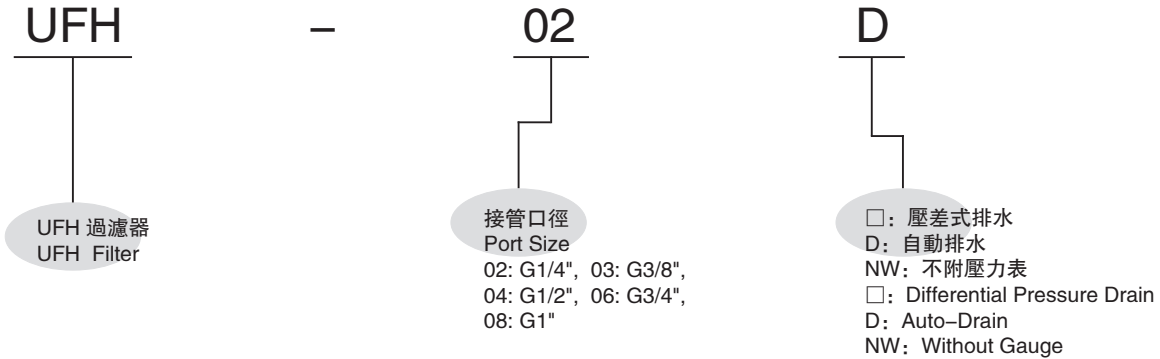 UFH – 02 D
UFH 過濾器
UFH Filter
接管口徑
Port Size
02: G1/4", 03: G3/8",
04: G1/2", 06: G3/4",
08: G1"
□：壓差式排水
D：自動排水
NW：不附壓力表
□：Differential Pressure Drain
D：Auto–Drain
NW：Without Gauge